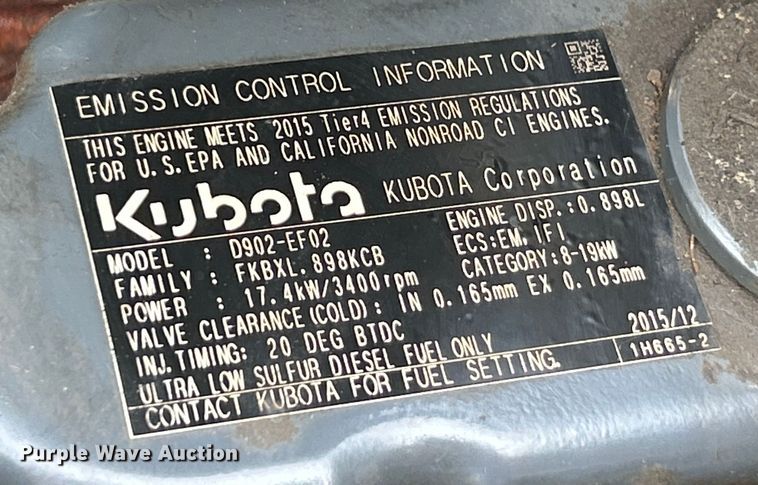 EMISSION CONTROL INFORMATION
THIS ENGINE MEETS 2015 Tier4 EMISSION REGULATIONS
FOR U.S.EPA AND CALIFORNIA NONROAD CI ENGINES.
Kubota KUBOTA Corporation
MODEL : D902-EF02 ENGINE DISP.:0.898L
FAMILY : FKBXL.898KCB ECS:EM,IFI
POWER : 17.4kW/3400rpm CATEGORY:8-19kW
VALVE CLEARANCE(COLD): IN 0.165mm EX 0.165mm
INJ.TIMING: 20 DEG BTDC 2015/12
ULTRA LOW SULFUR DIESEL FUEL ONLY 1H665-2
CONTACT KUBOTA FOR FUEL SETTING.
Purple Wave Auction